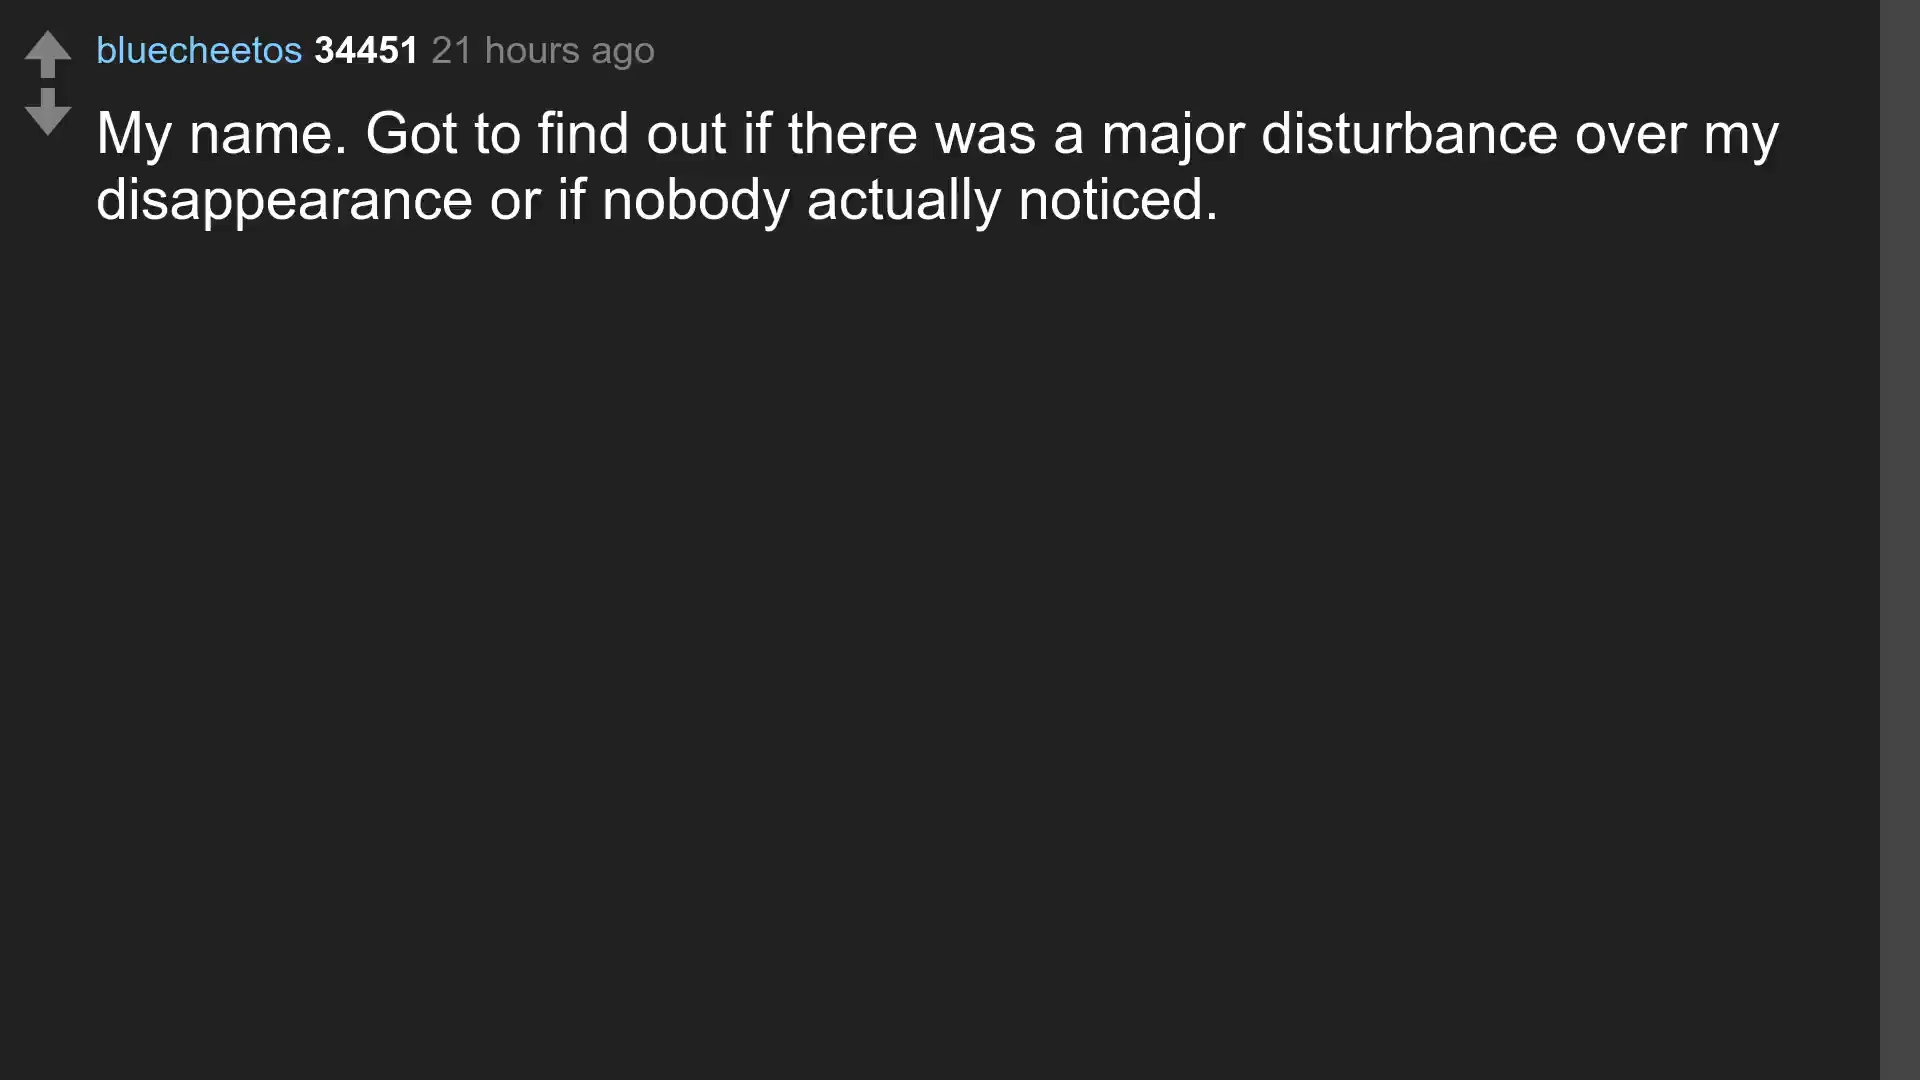 bluecheetos 34451 21 hours ago
My name. Got to find out if there was a major disturbance over my
disappearance or if nobody actually noticed.